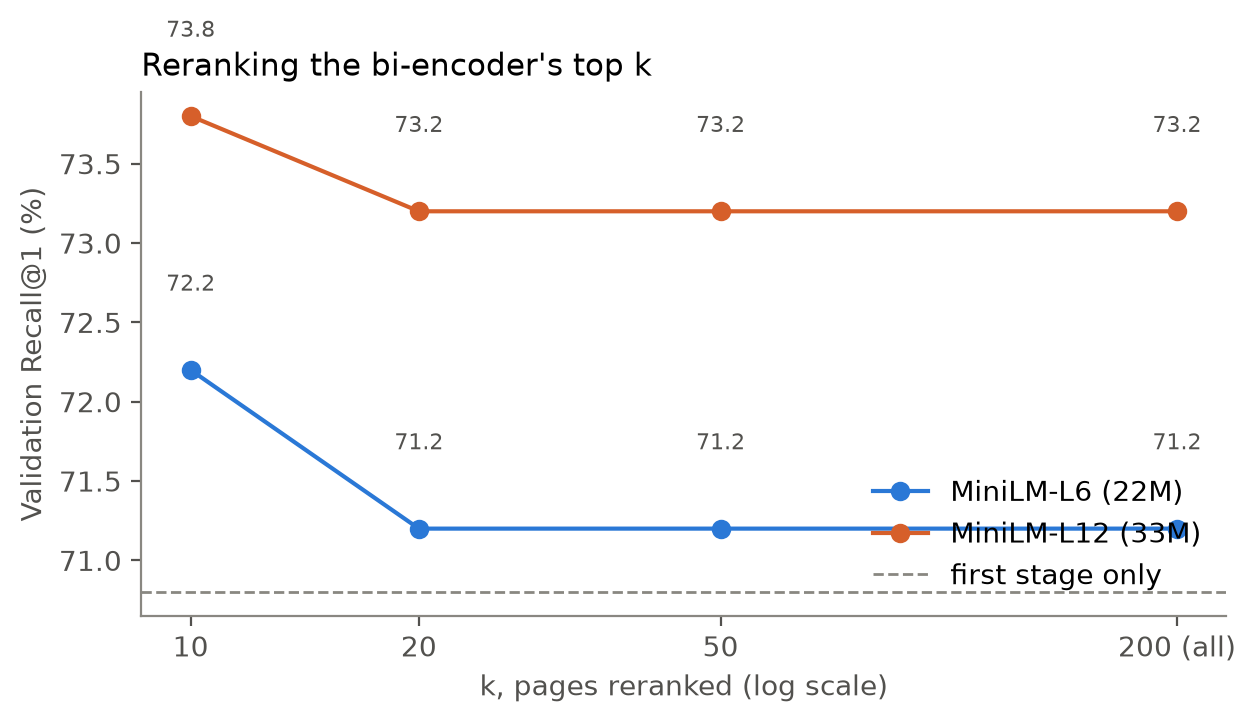 73.8
Reranking the bi-encoder's top k
73.2 73.2 73.2
73.5
73.0
72.2
72.5
72.0
71.2 71.2 71.2
71.5
71.0
Validation Recall@1 (%)
MiniLM-L6 (22M)
MiniLM-L12 (33M)
first stage only
10 20 50 200 (all)
k, pages reranked (log scale)